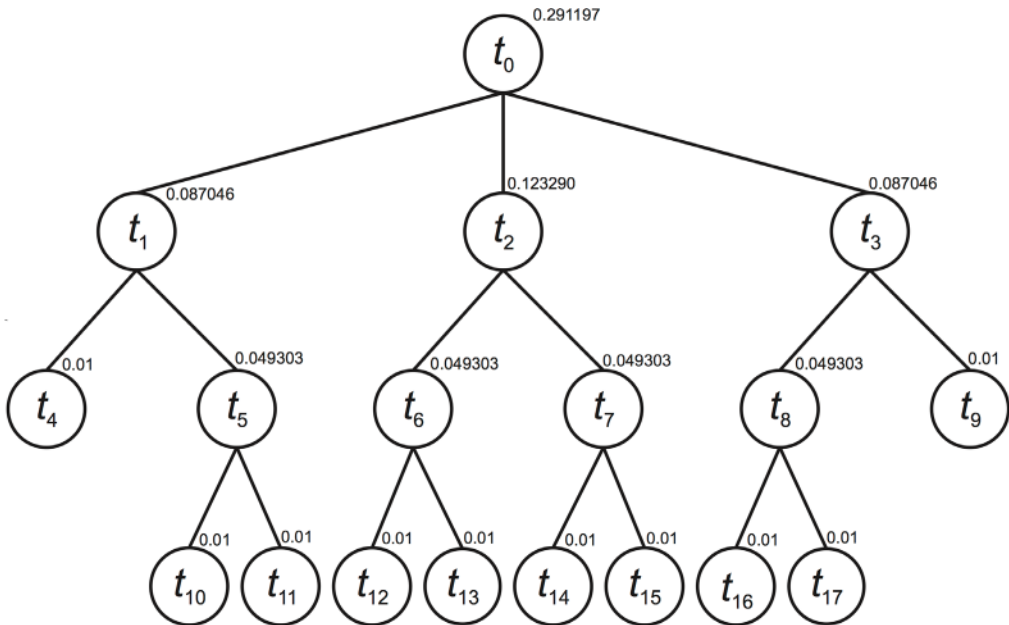 0.291197
t₀
0.087046 0.123290 0.087046
t₁ t₂ t₃
0.01 0.049303 0.049303 0.049303 0.049303 0.01
t₄ t₅ t₆ t₇ t₈ t₉
0.01 0.01 0.01 0.01 0.01 0.01 0.01 0.01
t₁₀ t₁₁ t₁₂ t₁₃ t₁₄ t₁₅ t₁₆ t₁₇